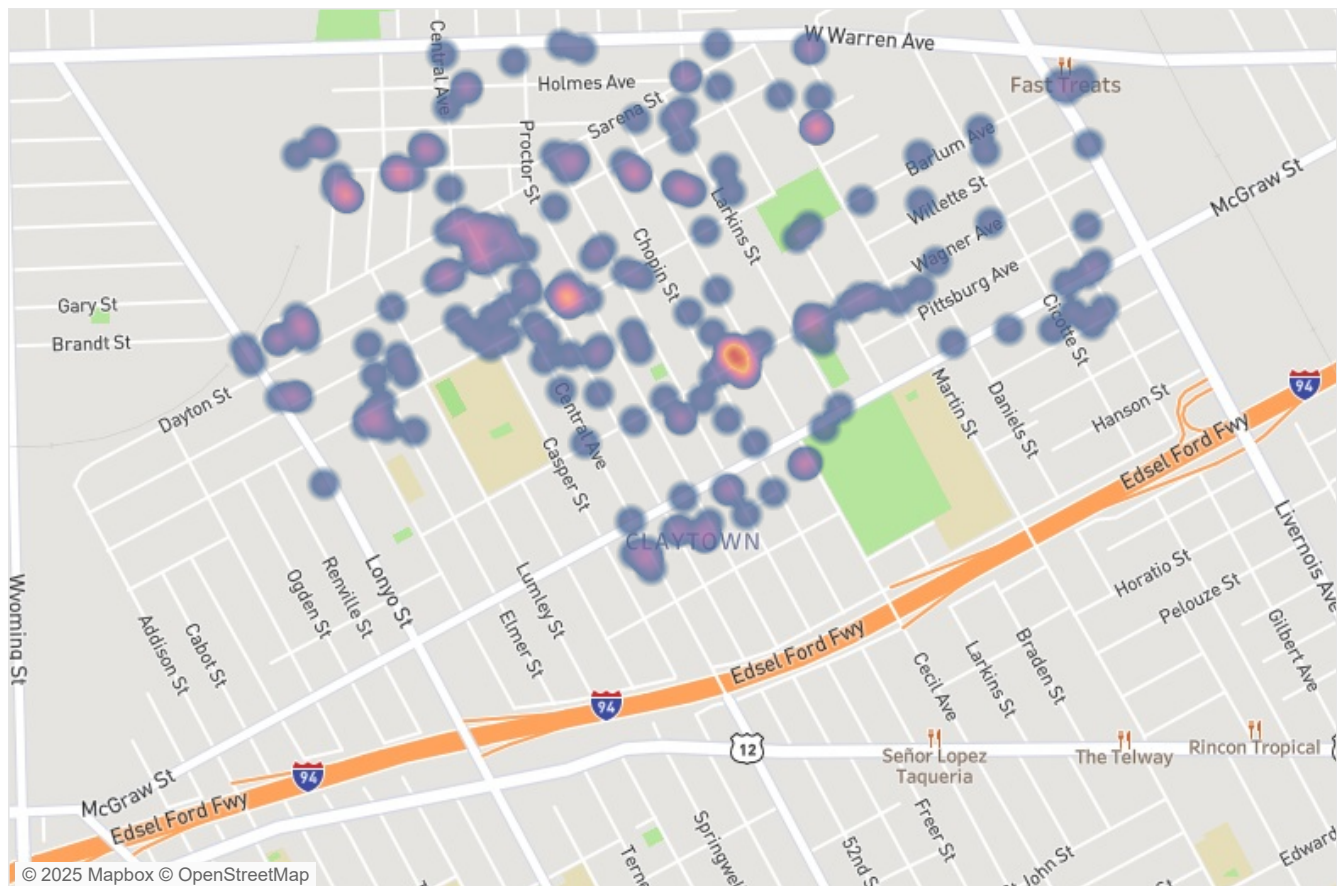 W Warren Ave
Central Ave
Holmes Ave
Fast Treats
Sarena St
Proctor St
Barlum Ave
McGraw St
Willette St
Larkins St
Wagner Ave
Chopin St
Pittsburg Ave
Gary St
Brandt St
Cicotte St
94
Dayton St
Martin St
Daniels St
Hanson St
Central Ave
Casper St
Edsel Ford Fwy
CLAYTOWN
Livernois Ave
Wyoming St
Lonyo St
Renville St
Ogden St
Lumley St
Elmer St
Horatio St
Pelouze St
Gilbert Ave
Addison St
Cabot St
Edsel Ford Fwy
Braden St
Larkins St
Cecil Ave
94
12
Señor Lopez
Taqueria
The Telway
Rincon Tropical
94
McGraw St
Edsel Ford Fwy
Freer St
Springwel
52nd S
St John St
Edward
Terne
© 2025 Mapbox © OpenStreetMap